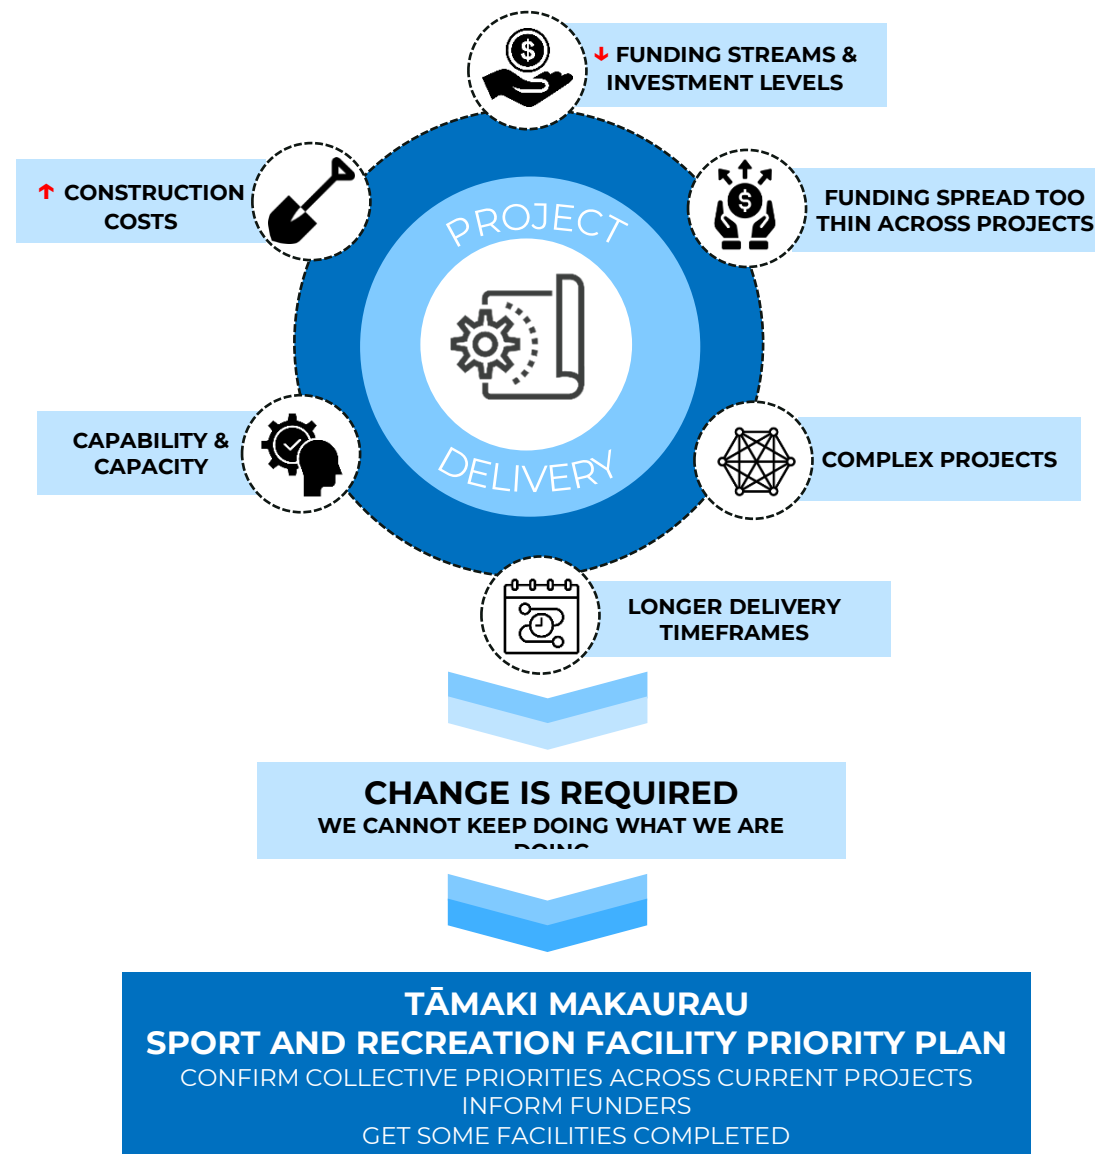 ↓ FUNDING STREAMS &
INVESTMENT LEVELS
↑ CONSTRUCTION
COSTS
FUNDING SPREAD TOO
THIN ACROSS PROJECTS
PROJECT
DELIVERY
CAPABILITY &
CAPACITY
COMPLEX PROJECTS
LONGER DELIVERY
TIMEFRAMES
CHANGE IS REQUIRED
WE CANNOT KEEP DOING WHAT WE ARE
DOING
TĀMAKI MAKAURAU
SPORT AND RECREATION FACILITY PRIORITY PLAN
CONFIRM COLLECTIVE PRIORITIES ACROSS CURRENT PROJECTS
INFORM FUNDERS
GET SOME FACILITIES COMPLETED